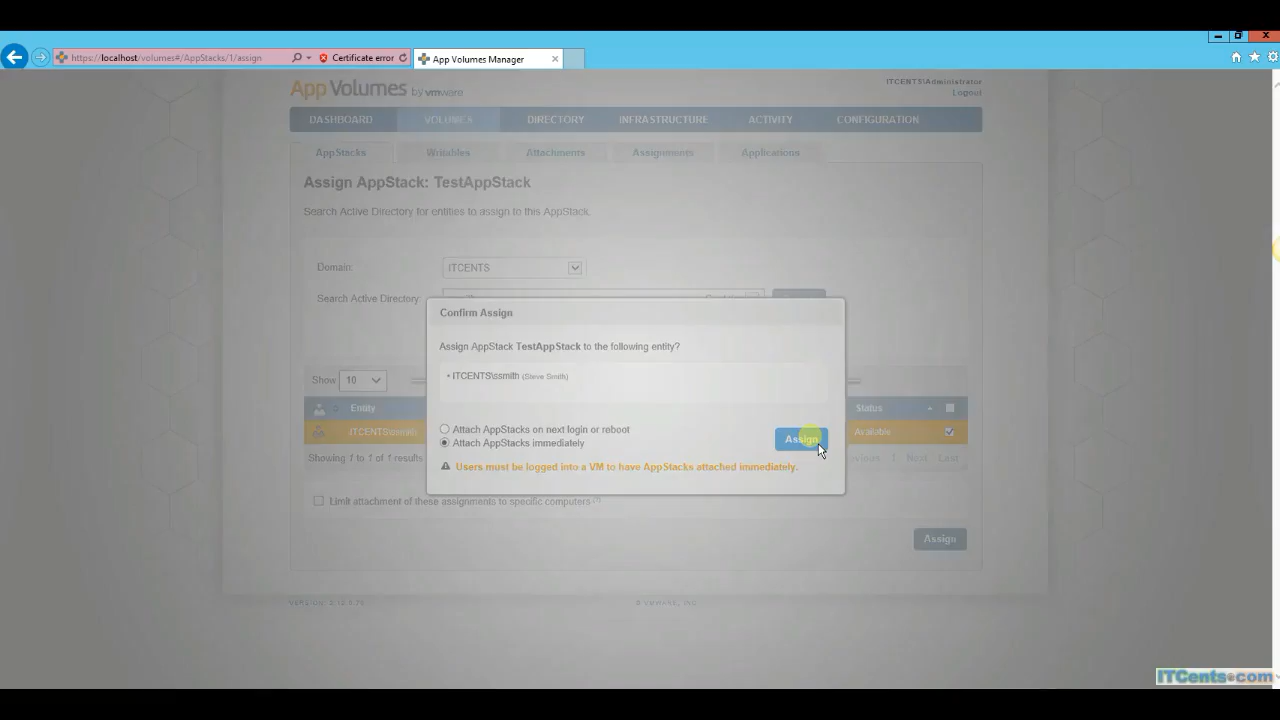 https://localhost/volumes#/AppStacks/1/assign
Certificate error
App Volumes Manager
App Volumes by vmware
ITCENTS\Administrator
Logout
DASHBOARD VOLUMES DIRECTORY INFRASTRUCTURE ACTIVITY CONFIGURATION
AppStacks Writables Attachments Assignments Applications
Assign AppStack: TestAppStack
Search Active Directory for entities to assign to this AppStack.
Domain: ITCENTS
Search Active Directory:
Confirm Assign
Assign AppStack TestAppStack to the following entity?
• ITCENTS\ssmith (Steve Smith)
Show 10
Entity Status
ITCENTS\ssmith Available
Attach AppStacks on next login or reboot
Attach AppStacks immediately
Assign
Users must be logged into a VM to have AppStacks attached immediately.
Showing 1 to 1 of 1 results
1 Next Last
Limit attachment of these assignments to specific computers
Assign
© VMWARE, INC.
ITCents.com